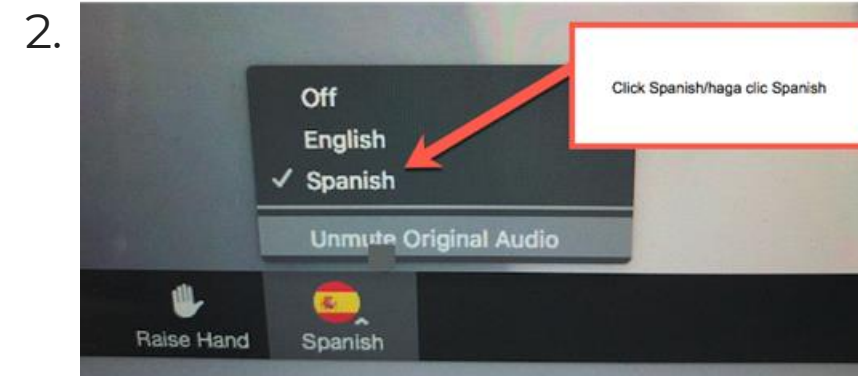 2.
Click Spanish/haga clic Spanish
Off
English
✓ Spanish
Unmute Original Audio
Raise Hand
Spanish